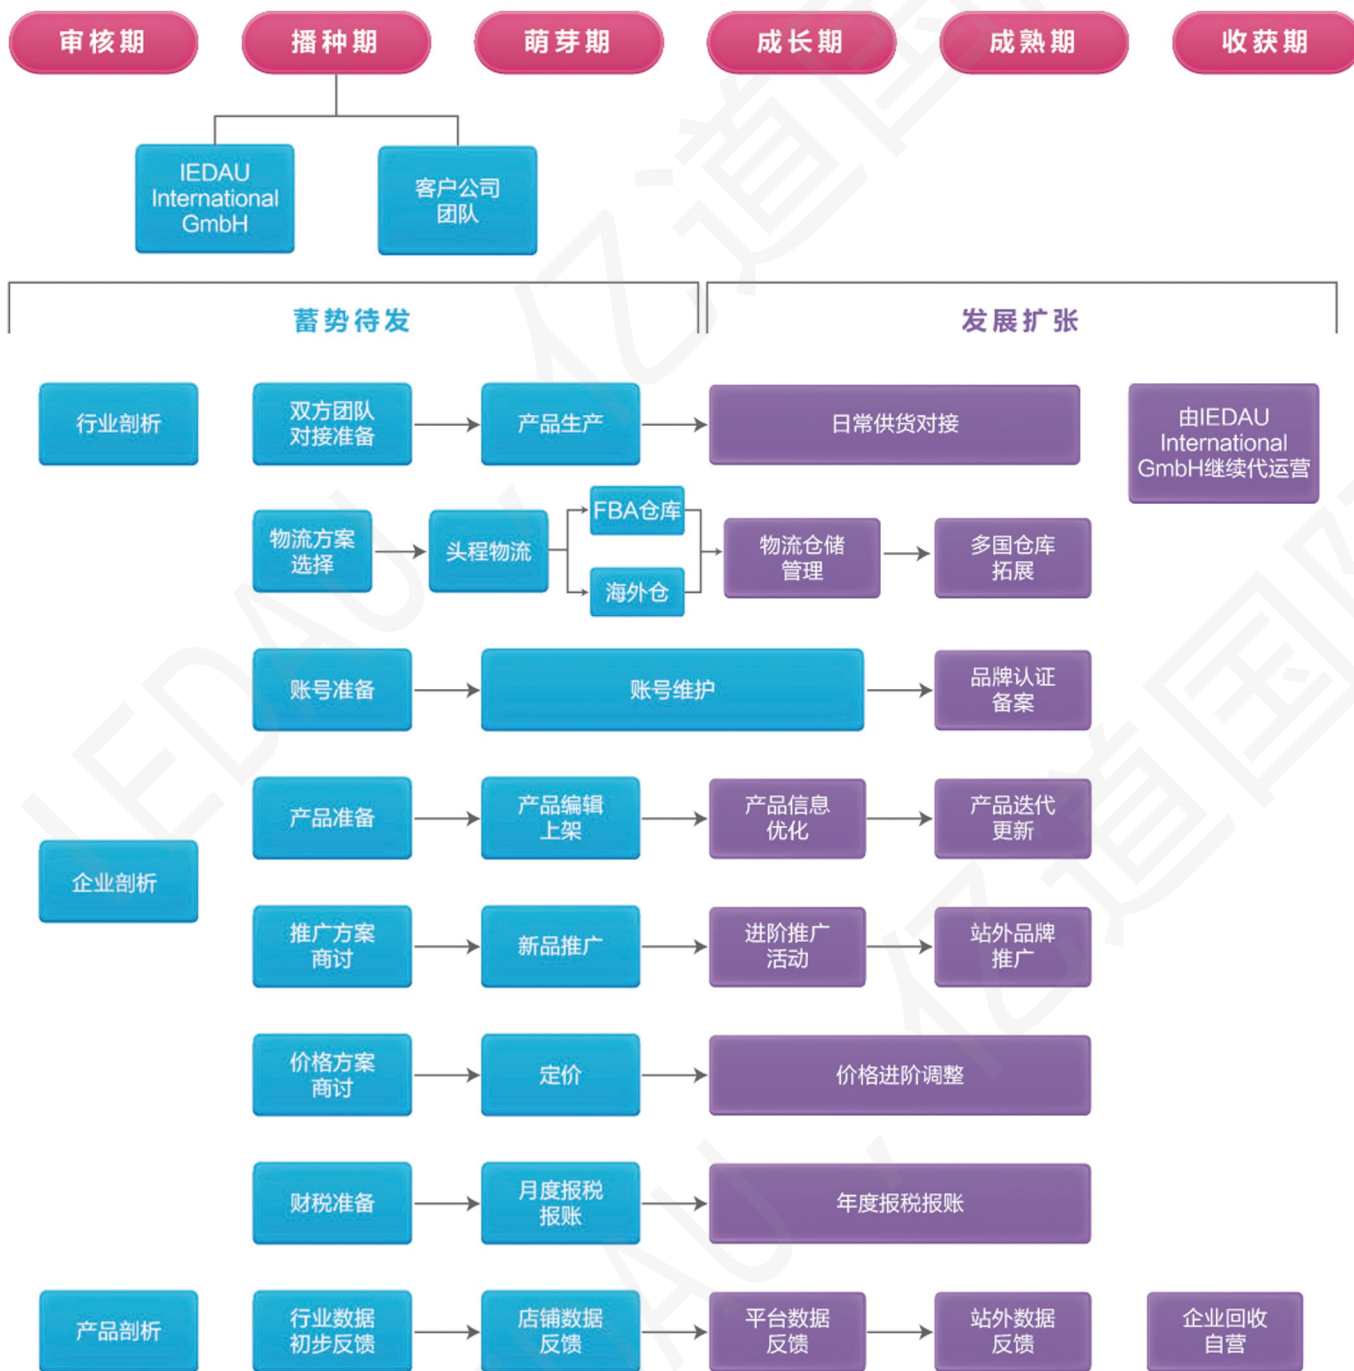 审核期
播种期
萌芽期
成长期
成熟期
收获期
IEDAU
International
GmbH
客户公司
团队
蓄势待发
发展扩张
行业剖析
双方团队
对接准备
产品生产
日常供货对接
由IEDAU
International
GmbH继续代运营
物流方案
选择
头程物流
FBA仓库
海外仓
物流仓储
管理
多国仓库
拓展
账号准备
账号维护
品牌认证
备案
企业剖析
产品准备
产品编辑
上架
产品信息
优化
产品迭代
更新
推广方案
商讨
新品推广
进阶推广
活动
站外品牌
推广
价格方案
商讨
定价
价格进阶调整
财税准备
月度报税
报账
年度报税报账
产品剖析
行业数据
初步反馈
店铺数据
反馈
平台数据
反馈
站外数据
反馈
企业回收
自营
IEDAU，亿道国际
IEDAU，亿道国